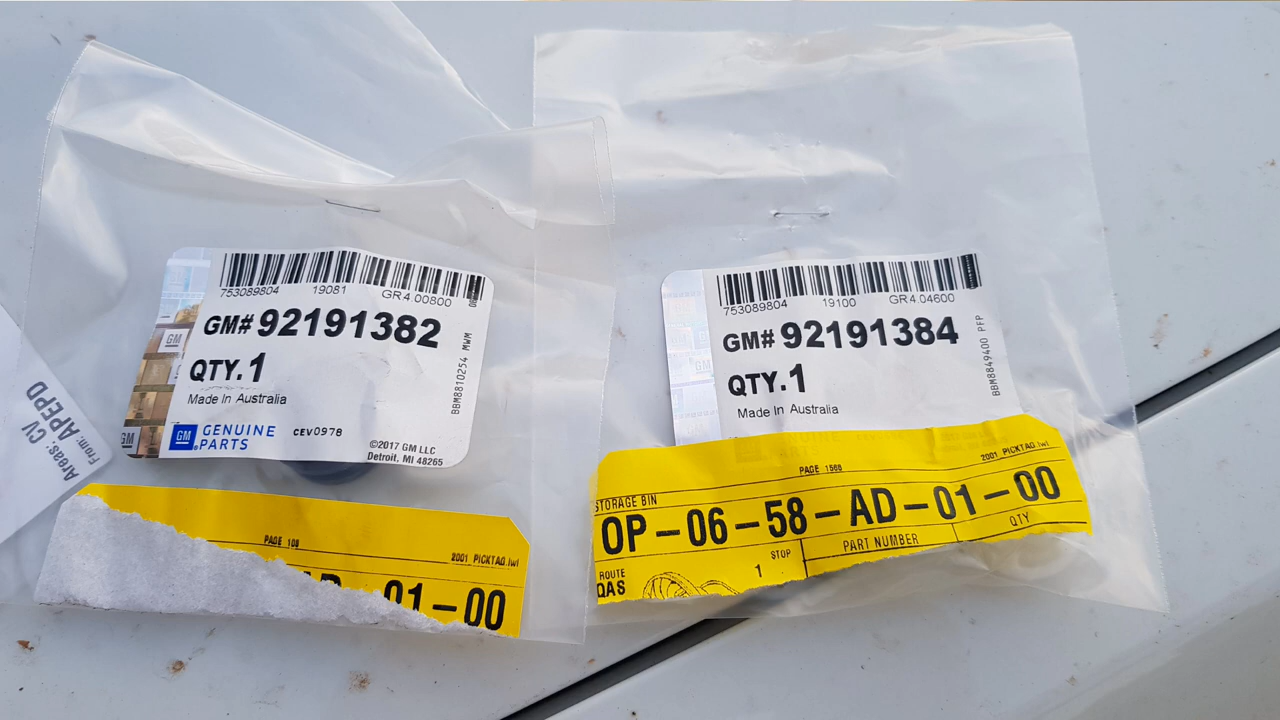 753089804 19081 GR4 00800
GM# 92191382
QTY. 1
Made In Australia
GM GENUINE PARTS CEV0978
©2017 GM LLC
Detroit, MI 48265
BBM8810254 MWM
GM
GM
Areas: CV
From: APEPD
PAGE 108
2001 PICKTAG.lwl
01-00
753089804 19100 GR4 04600
GM# 92191384
QTY. 1
Made In Australia
BBM8849400 PFP
STORAGE BIN
PAGE 1568
2001 PICKTAG.lwl
OP-06-58-AD-01-00
ROUTE
QAS
1
STOP
PART NUMBER
QTY